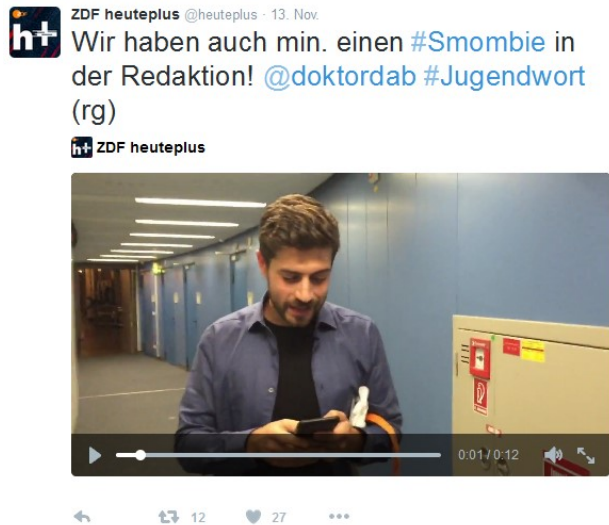 ZDF heuteplus @heuteplus · 13. Nov.
h+ Wir haben auch min. einen #Smombie in
der Redaktion! @doktordab #Jugendwort
(rg)
h+ ZDF heuteplus
0:01 / 0:12
12 27